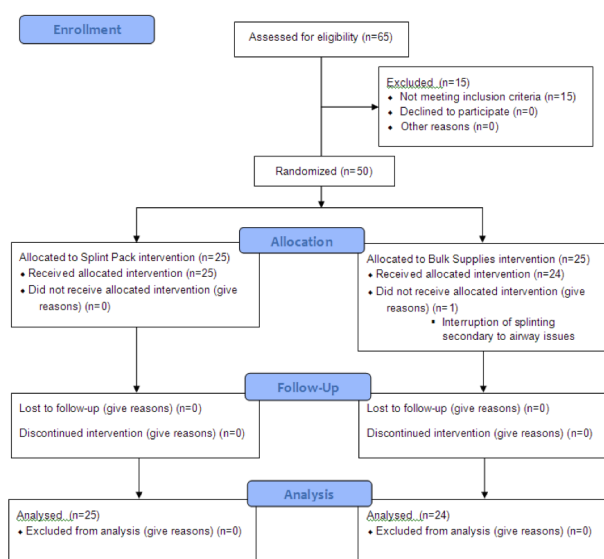 Enrollment
Assessed for eligibility (n=65)
Excluded (n=15)
⬥ Not meeting inclusion criteria (n=15)
⬥ Declined to participate (n=0)
⬥ Other reasons (n=0)
Randomized (n=50)
Allocation
Allocated to Splint Pack intervention (n=25)
⬥ Received allocated intervention (n=25)
⬥ Did not receive allocated intervention (give
reasons) (n=0)
Allocated to Bulk Supplies intervention (n=25)
⬥ Received allocated intervention (n=24)
⬥ Did not receive allocated intervention (give
reasons) (n=1)
▪ Interruption of splinting
secondary to airway issues
Follow-Up
Lost to follow-up (give reasons) (n=0)
Discontinued intervention (give reasons) (n=0)
Lost to follow-up (give reasons) (n=0)
Discontinued intervention (give reasons) (n=0)
Analysis
Analysed (n=25)
⬥ Excluded from analysis (give reasons) (n=0)
Analysed (n=24)
⬥ Excluded from analysis (give reasons) (n=0)